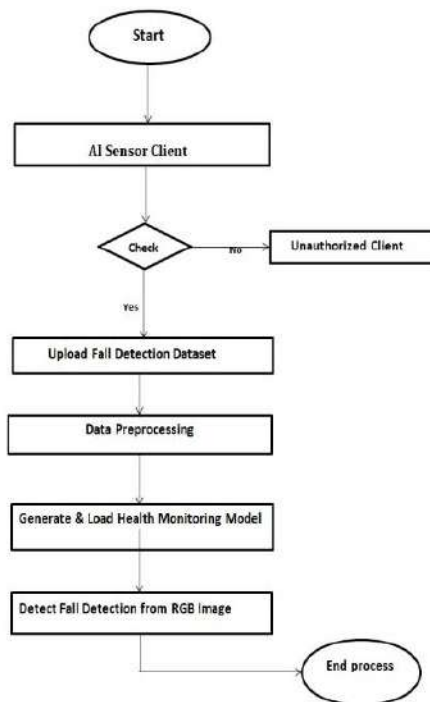 Start
AI Sensor Client
Check
No
Unauthorized Client
Yes
Upload Fall Detection Dataset
Data Preprocessing
Generate & Load Health Monitoring Model
Detect Fall Detection from RGB Image
End process